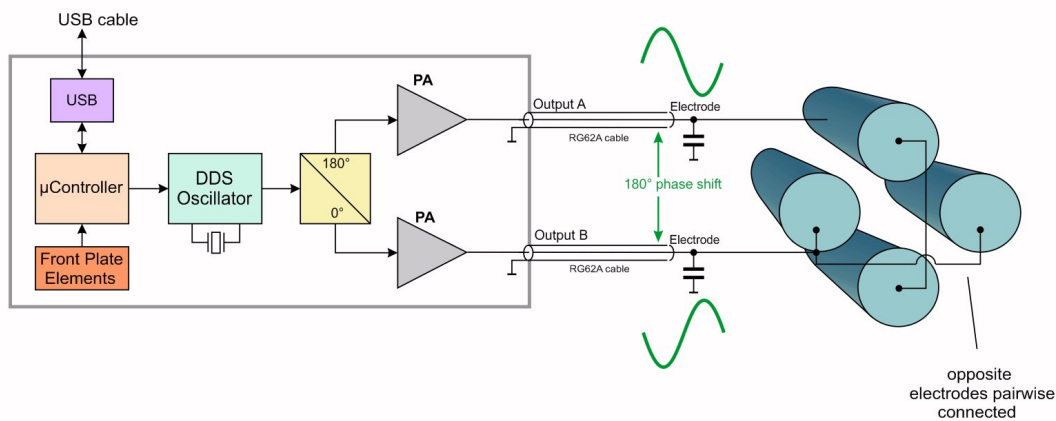 USB cable
USB
µController
Front Plate
Elements
DDS
Oscillator
180°
0°
PA
PA
Output A
RG62A cable
Electrode
180° phase shift
Output B
RG62A cable
Electrode
opposite
electrodes pairwise
connected